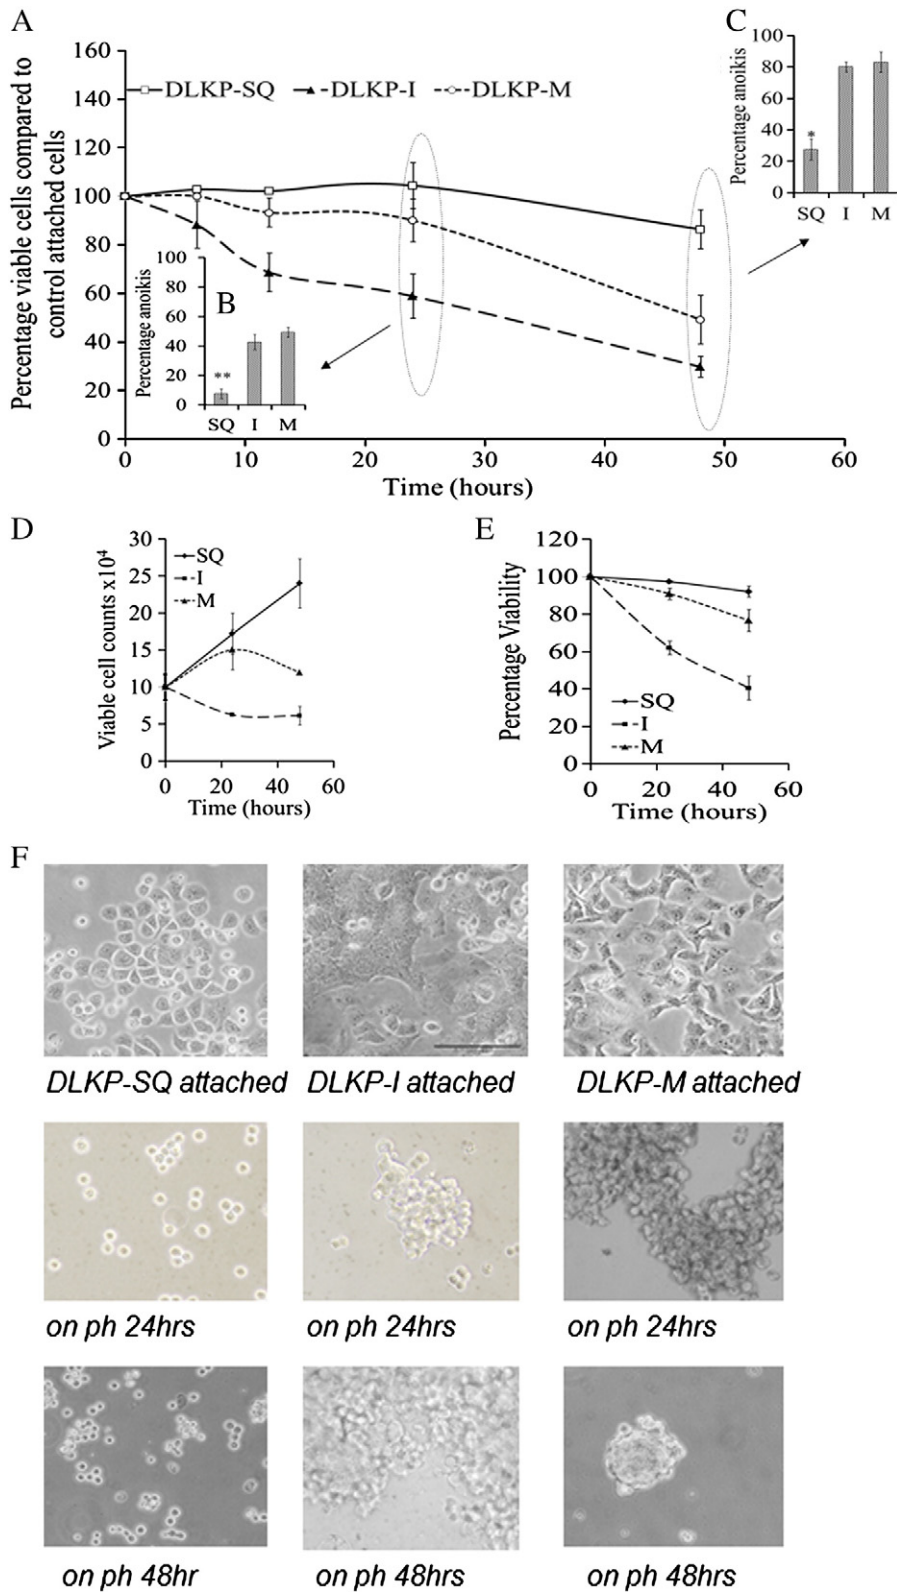 A
C
160
140
120
100
80
60
40
20
0
Percentage viable cells compared to
control attached cells
DLKP-SQ DLKP-I DLKP-M
0 10 20 30 40 50 60
Time (hours)
B
100
80
60
40
20
0
Percentage anoikis
**
SQ I M
100
80
60
40
20
0
Percentage anoikis
*
SQ I M
D
30
25
20
15
10
5
0
Viable cell counts x10⁴
SQ
I
M
0 20 40 60
Time (hours)
E
120
100
80
60
40
20
0
Percentage Viability
SQ
I
M
0 20 40 60
Time (hours)
F
DLKP-SQ attached DLKP-I attached DLKP-M attached
on ph 24hrs on ph 24hrs on ph 24hrs
on ph 48hr on ph 48hrs on ph 48hrs